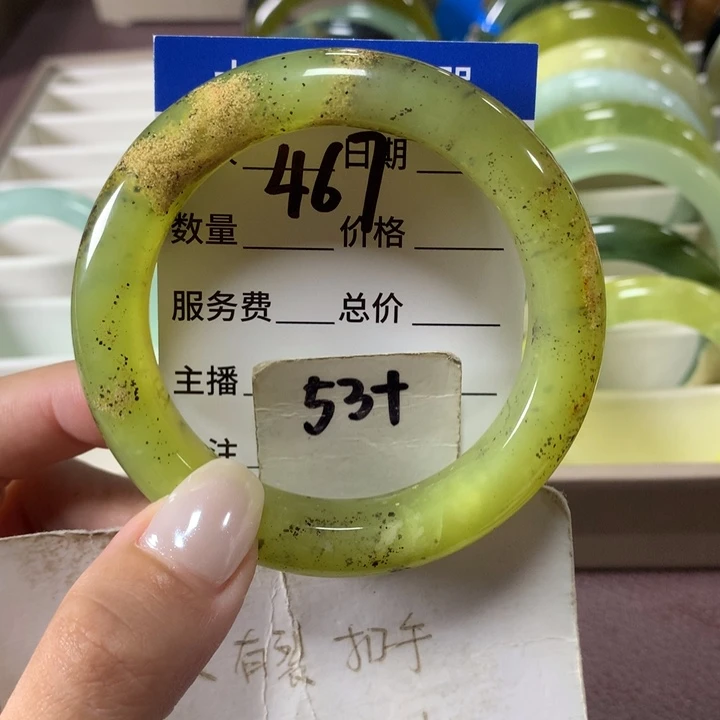 467 日期
数量 价格
服务费 总价
主播
注
53+
有裂 扣手